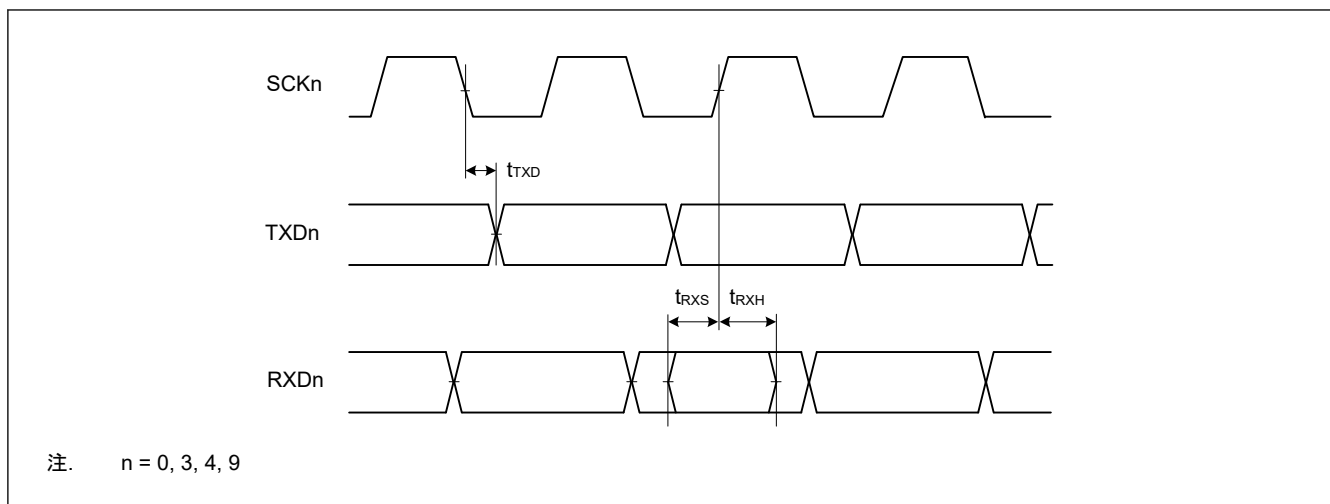 SCKn
tTXD
TXDn
tRXS tRXH
RXDn
注. n = 0, 3, 4, 9